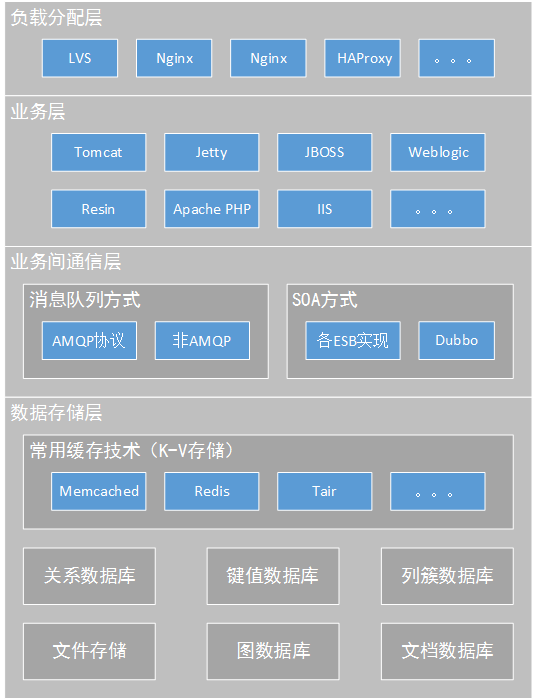 负载分配层
LVS Nginx Nginx HAProxy 。。。
业务层
Tomcat Jetty JBOSS Weblogic
Resin Apache PHP IIS 。。。
业务间通信层
消息队列方式
AMQP协议 非AMQP
SOA方式
各ESB实现 Dubbo
数据存储层
常用缓存技术（K-V存储）
Memcached Redis Tair 。。。
关系数据库 键值数据库 列簇数据库
文件存储 图数据库 文档数据库